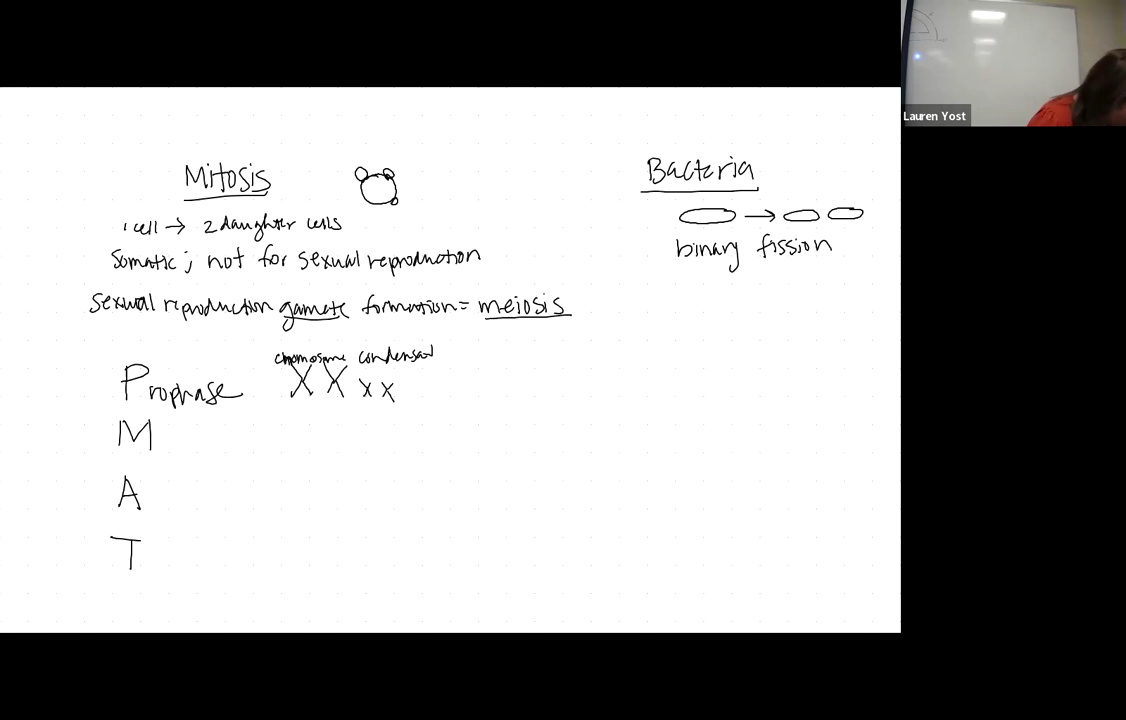 Mitosis
1 cell → 2 daughter cells
Somatic; not for sexual reproduction
Sexual reproduction gamete formation = meiosis
chomosome condensed
Prophase X X x x
M
A
T
Bacteria
→
binary fission
Lauren Yost